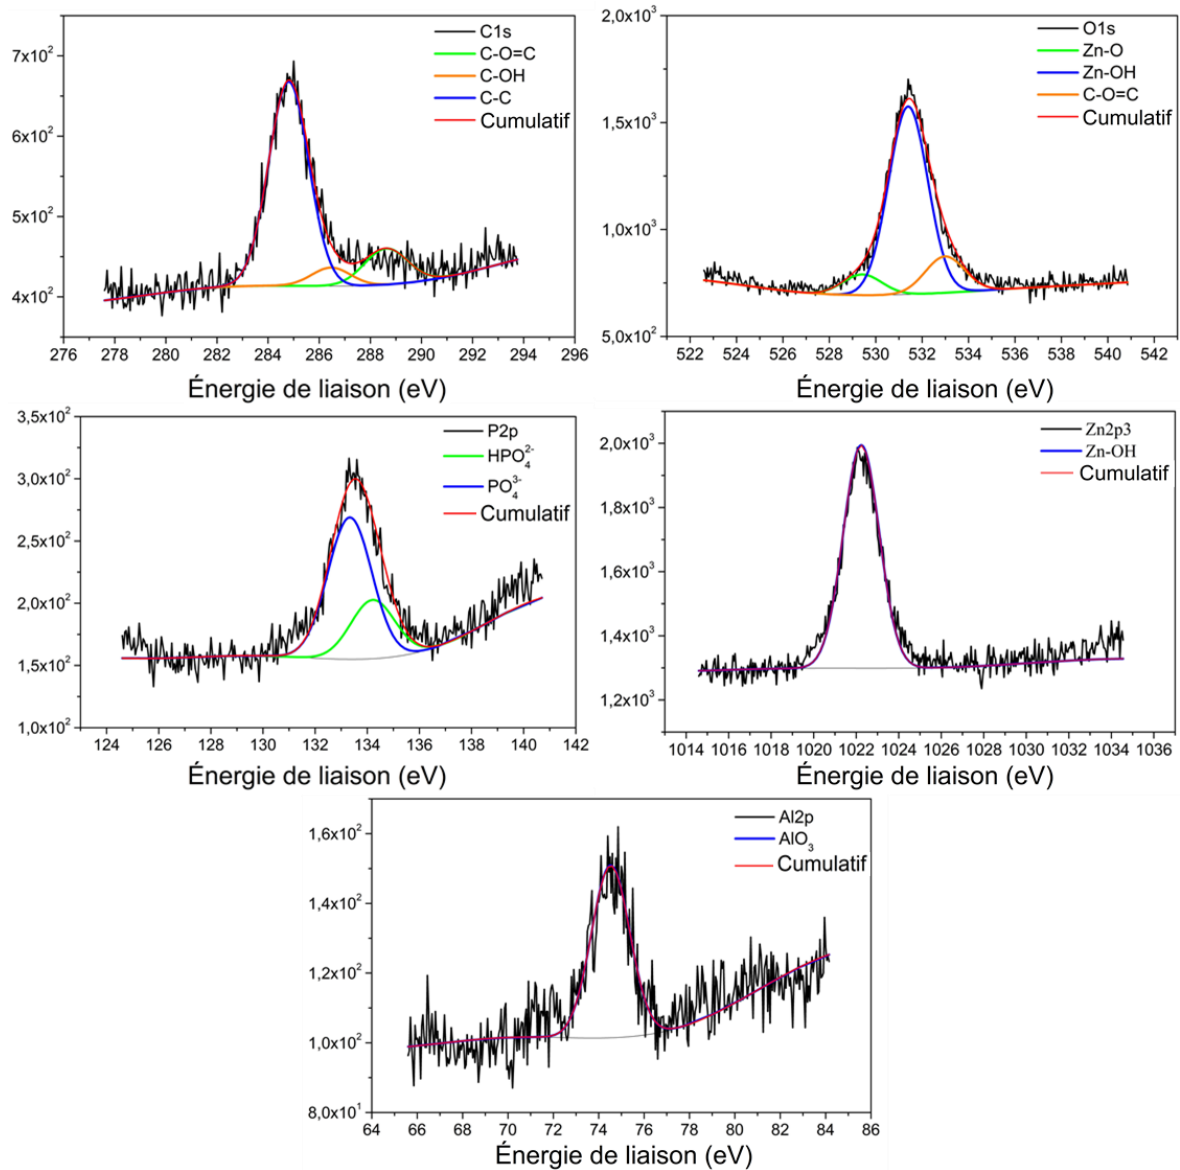 C1s
C-O=C
C-OH
C-C
Cumulatif
7x10²
6x10²
5x10²
4x10²
276 278 280 282 284 286 288 290 292 294 296
Énergie de liaison (eV)
O1s
Zn-O
Zn-OH
C-O=C
Cumulatif
2,0x10³
1,5x10³
1,0x10³
5,0x10²
522 524 526 528 530 532 534 536 538 540 542
Énergie de liaison (eV)
P2p
HPO₄²⁻
PO₄³⁻
Cumulatif
3,5x10²
3,0x10²
2,5x10²
2,0x10²
1,5x10²
1,0x10²
124 126 128 130 132 134 136 138 140 142
Énergie de liaison (eV)
Zn2p3
Zn-OH
Cumulatif
2,0x10³
1,8x10³
1,6x10³
1,4x10³
1,2x10³
1014 1016 1018 1020 1022 1024 1026 1028 1030 1032 1034 1036
Énergie de liaison (eV)
Al2p
AlO₃
Cumulatif
1,6x10²
1,4x10²
1,2x10²
1,0x10²
8,0x10¹
64 66 68 70 72 74 76 78 80 82 84 86
Énergie de liaison (eV)